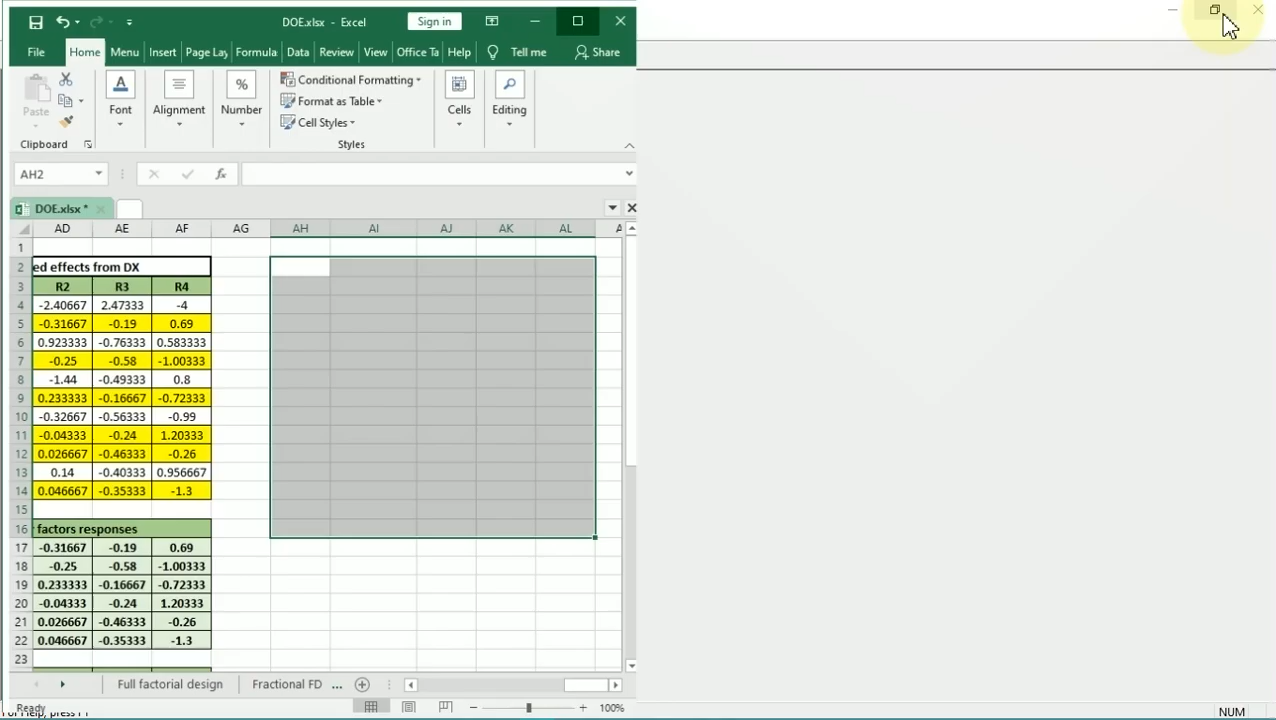 DOE.xlsx - Excel
Sign in
File Home Menu Insert Page Lay Formula Data Review View Office Ta Help Tell me Share
Paste
Font
Alignment
%
Number
Conditional Formatting
Format as Table
Cell Styles
Cells
Editing
Clipboard
Styles
AH2
fx
DOE.xlsx *
AD AE AF AG AH AI AJ AK AL A
1
2 ed effects from DX
3 R2 R3 R4
4 -2.40667 2.47333 -4
5 -0.31667 -0.19 0.69
6 0.923333 -0.76333 0.583333
7 -0.25 -0.58 -1.00333
8 -1.44 -0.49333 0.8
9 0.233333 -0.16667 -0.72333
10 -0.32667 -0.56333 -0.99
11 -0.04333 -0.24 1.20333
12 0.026667 -0.46333 -0.26
13 0.14 -0.40333 0.956667
14 0.046667 -0.35333 -1.3
15
16 factors responses
17 -0.31667 -0.19 0.69
18 -0.25 -0.58 -1.00333
19 0.233333 -0.16667 -0.72333
20 -0.04333 -0.24 1.20333
21 0.026667 -0.46333 -0.26
22 0.046667 -0.35333 -1.3
23
Full factorial design Fractional FD ...
Ready
100%
NUM